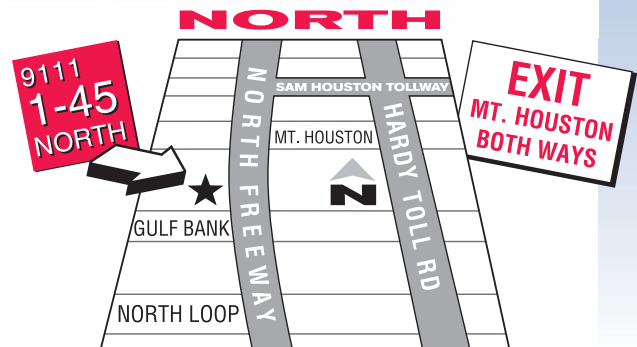 NORTH
9111
1-45
NORTH
EXIT
MT. HOUSTON
BOTH WAYS
SAM HOUSTON TOLLWAY
NORTH FREEWAY
HARDY TOLL RD
MT. HOUSTON
N
GULF BANK
NORTH LOOP